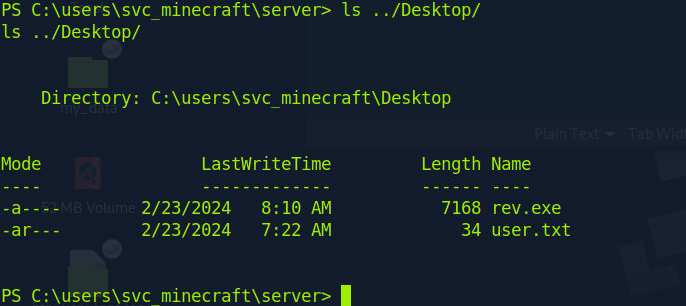 PS C:\users\svc_minecraft\server> ls ../Desktop/
ls ../Desktop/
Directory: C:\users\svc_minecraft\Desktop
my_data
Plain Text Tab Wid
Mode LastWriteTime Length Name
---- ------------- ------ ----
-a---- 2/23/2024 8:10 AM 7168 rev.exe
52 MB Volume
-ar--- 2/23/2024 7:22 AM 34 user.txt
PS C:\users\svc_minecraft\server>